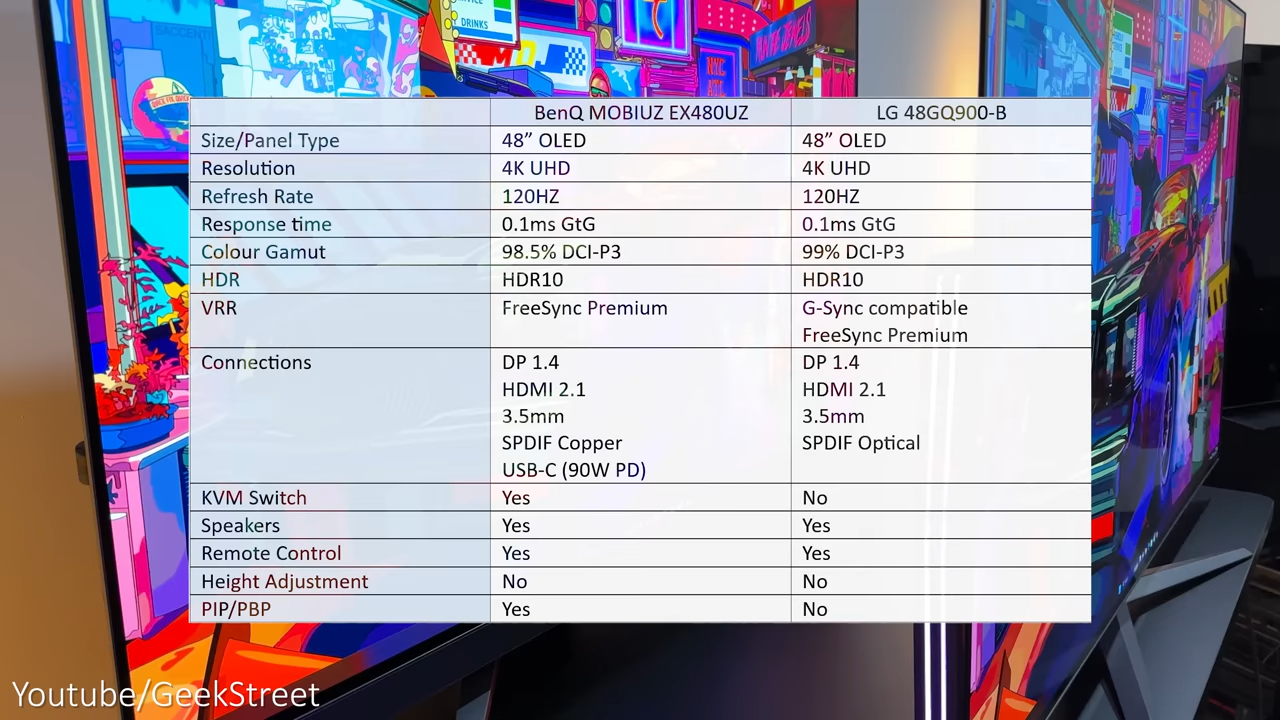 DRINKS
NYC
BenQ MOBIUZ EX480UZ LG 48GQ900-B
Size/Panel Type 48” OLED 48” OLED
Resolution 4K UHD 4K UHD
Refresh Rate 120HZ 120HZ
Response time 0.1ms GtG 0.1ms GtG
Colour Gamut 98.5% DCI-P3 99% DCI-P3
HDR HDR10 HDR10
VRR FreeSync Premium G-Sync compatible
FreeSync Premium
Connections DP 1.4 DP 1.4
HDMI 2.1 HDMI 2.1
3.5mm 3.5mm
SPDIF Copper SPDIF Optical
USB-C (90W PD)
KVM Switch Yes No
Speakers Yes Yes
Remote Control Yes Yes
Height Adjustment No No
PIP/PBP Yes No
Youtube/GeekStreet